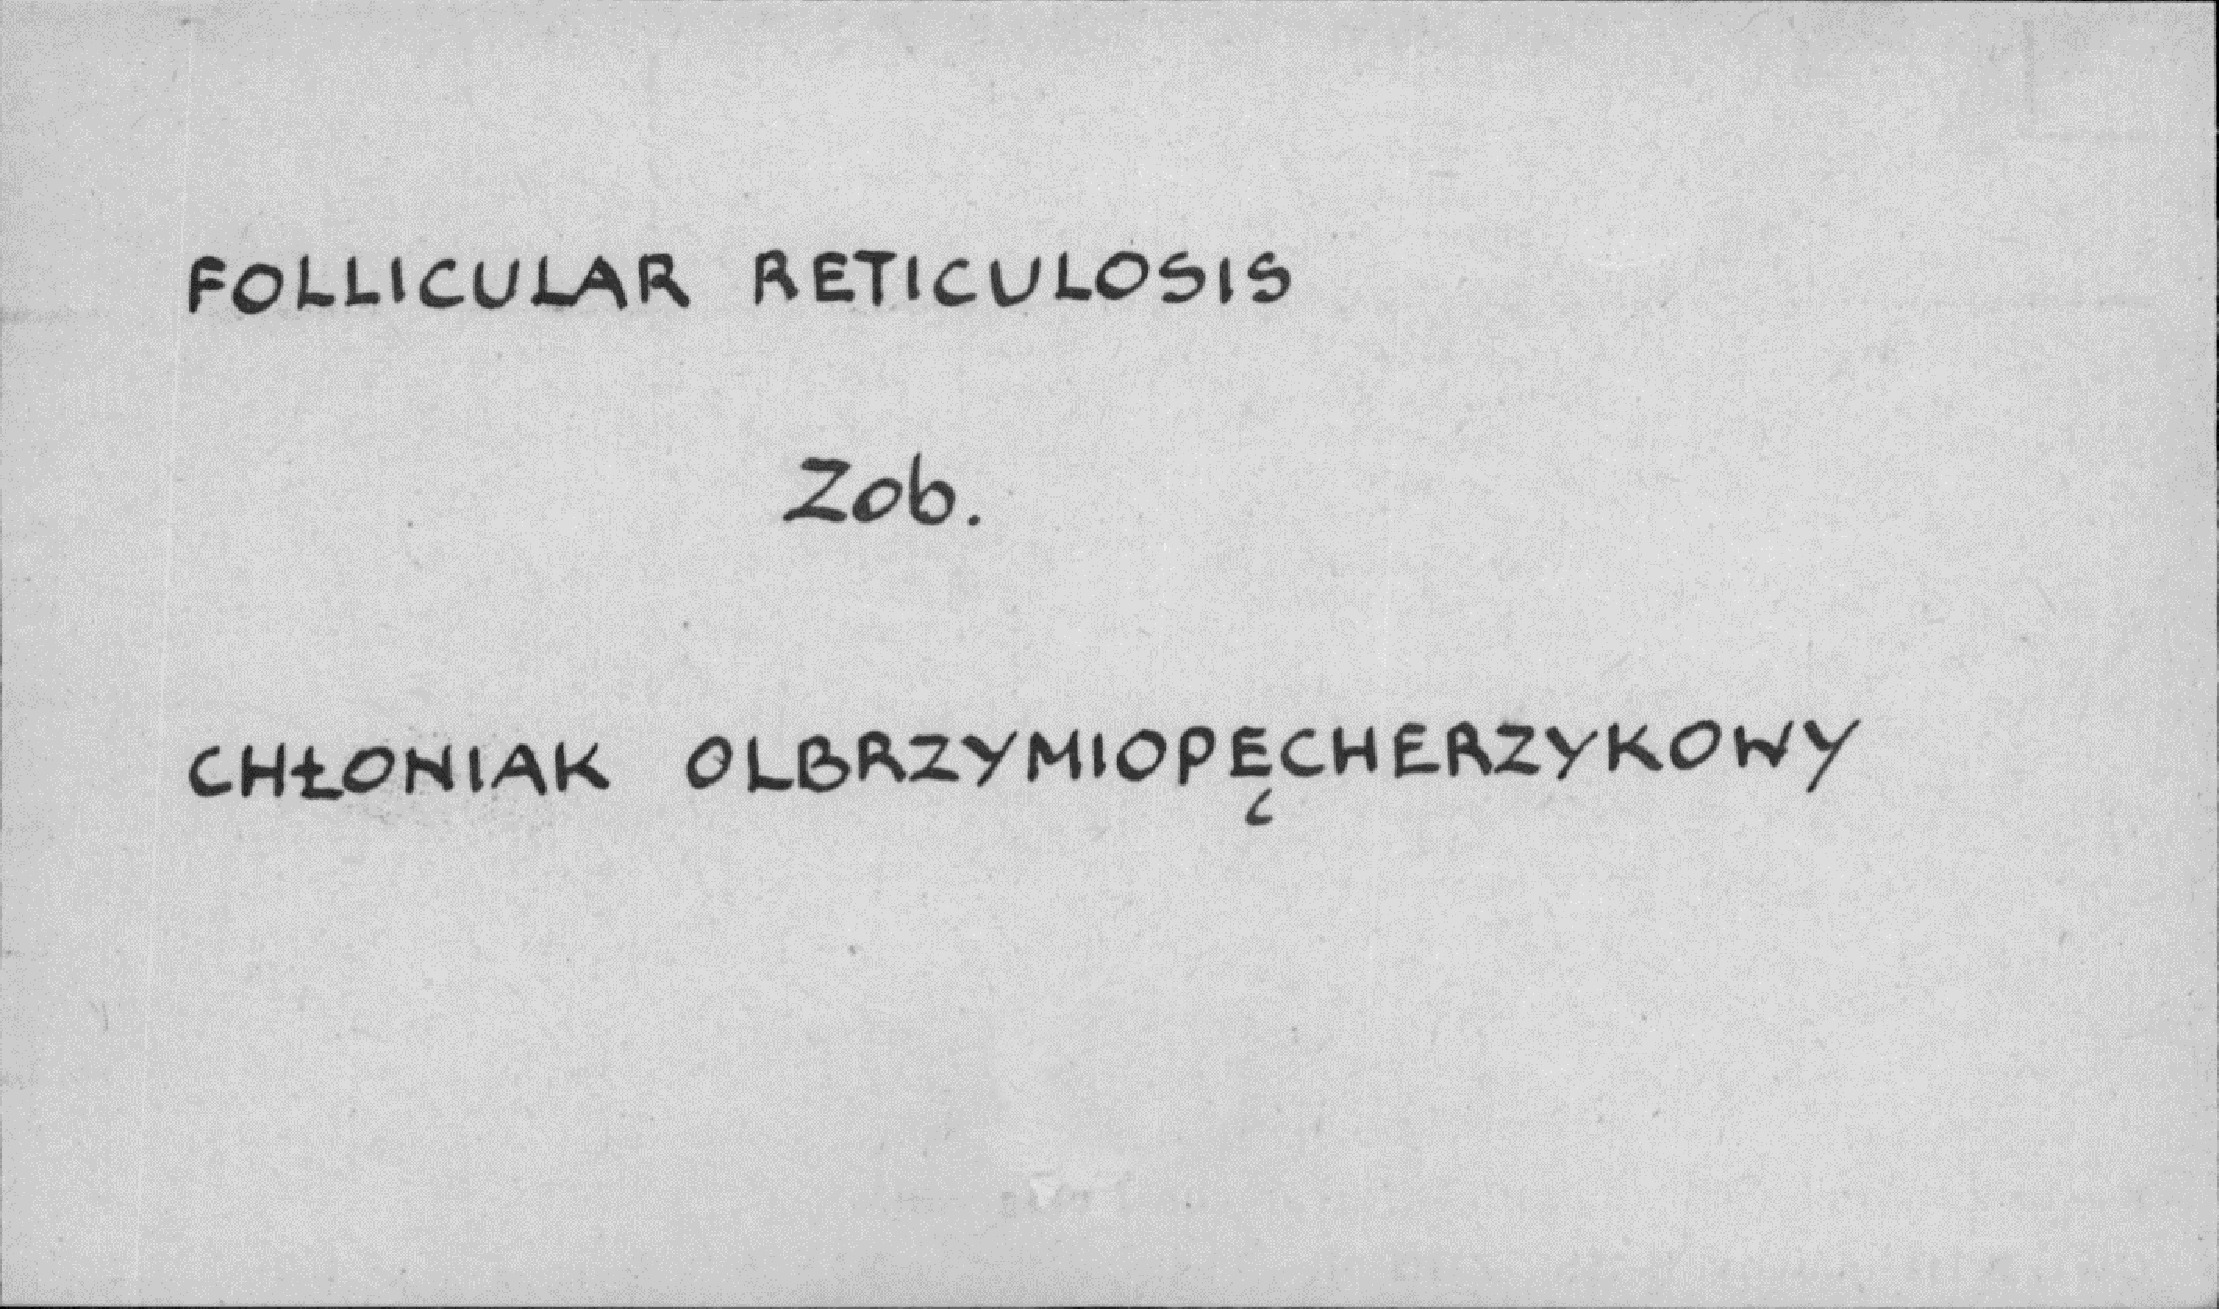 FOLLICULAR RETICULOSIS
Zob.
CHŁONIAK OLBRZYMIOPĘCHERZYKOWY